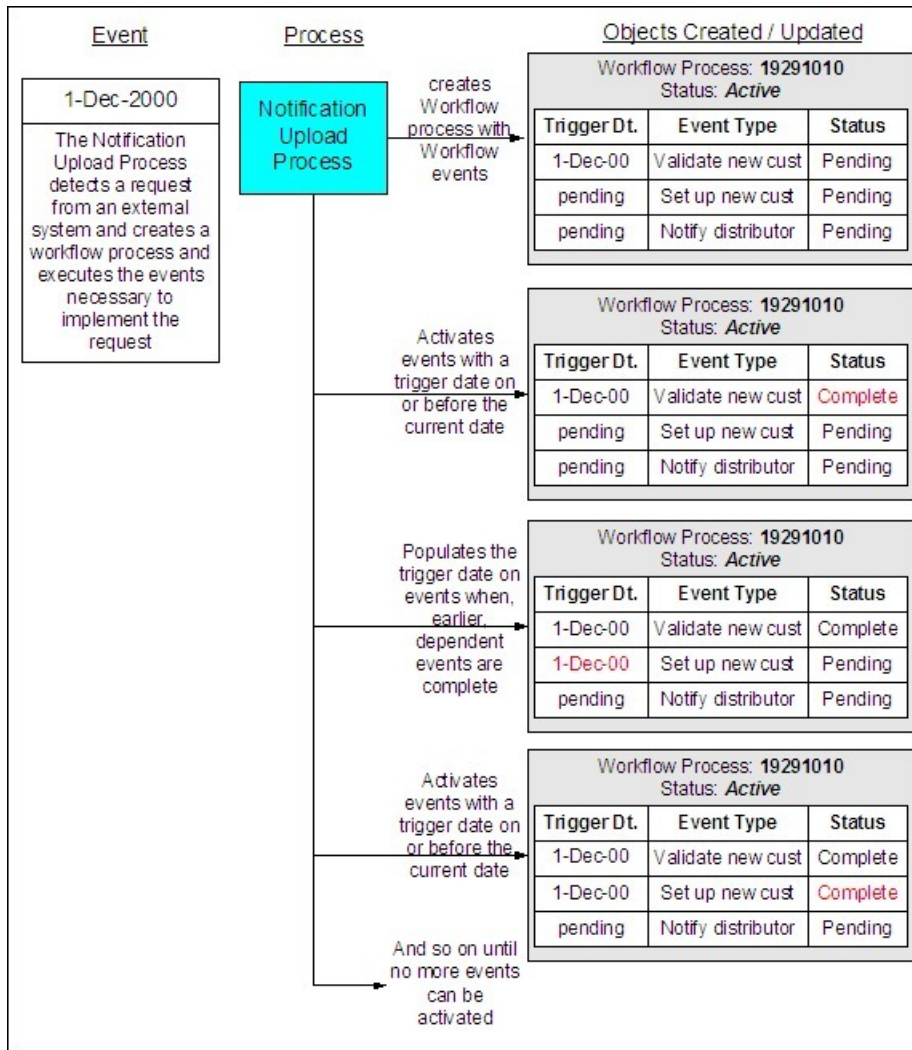 Event
Process
Objects Created / Updated
1-Dec-2000
The Notification
Upload Process
detects a request
from an external
system and creates a
workflow process and
executes the events
necessary to
implement the
request
Notification
Upload
Process
creates
Workflow
process with
Workflow
events
Workflow Process: 19291010
Status: Active
Trigger Dt. Event Type Status
1-Dec-00 Validate new cust Pending
pending Set up new cust Pending
pending Notify distributor Pending
Activates
events with a
trigger date on
or before the
current date
Workflow Process: 19291010
Status: Active
Trigger Dt. Event Type Status
1-Dec-00 Validate new cust Complete
pending Set up new cust Pending
pending Notify distributor Pending
Populates the
trigger date on
events when,
earlier,
dependent
events are
complete
Workflow Process: 19291010
Status: Active
Trigger Dt. Event Type Status
1-Dec-00 Validate new cust Complete
1-Dec-00 Set up new cust Pending
pending Notify distributor Pending
Activates
events with a
trigger date on
or before the
current date
Workflow Process: 19291010
Status: Active
Trigger Dt. Event Type Status
1-Dec-00 Validate new cust Complete
1-Dec-00 Set up new cust Complete
pending Notify distributor Pending
And so on until
no more events
can be
activated